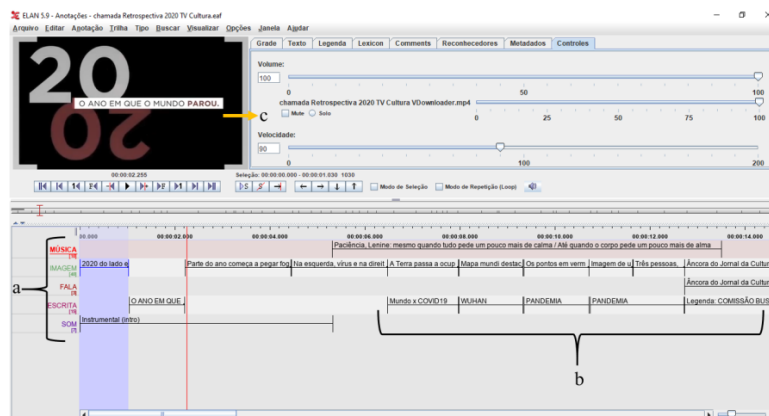 ELAN 5.9 - Anotações - chamada Retrospectiva 2020 TV Cultura.eaf
Arquivo Editar Anotação Trilha Tipo Buscar Visualizar Opções Janela Ajudar
Grade Texto Legenda Lexicon Comments Reconhecedores Metadados Controles
20
O ANO EM QUE O MUNDO PAROU.
20
Volume:
100
0 50 100
chamada Retrospectiva 2020 TV Cultura VDownloader.mp4
c
Mute Solo
0 25 50 75 100
Velocidade:
90
0 100 200
00:00:02.255
Seleção: 00:00:00.000 - 00:00:01.030 1030
Modo de Seleção Modo de Repetição (Loop)
00.000 00:00:02.000 00:00:04.000 00:00:06.000 00:00:08.000 00:00:10.000 00:00:12.000 00:00:14.000
MÚSICA
Paciência, Lenine: mesmo quando tudo pede um pouco mais de calma / Até quando o corpo pede um pouco mais de alma
IMAGEM
2020 do lado e Parte do ano começa a pegar fog Na esquerda, vírus e na direit A Terra passa a ocup Mapa mundi destac Os pontos em verm Imagem de u Três pessoas, Âncora do Jornal da Cultur
a
FALA
Âncora do Jornal da Cultur
ESCRITA
O ANO EM QUE Mundo x COVID19 WUHAN PANDEMIA PANDEMIA Legenda: COMISSÃO BUS
SOM
Instrumental (intro)
b